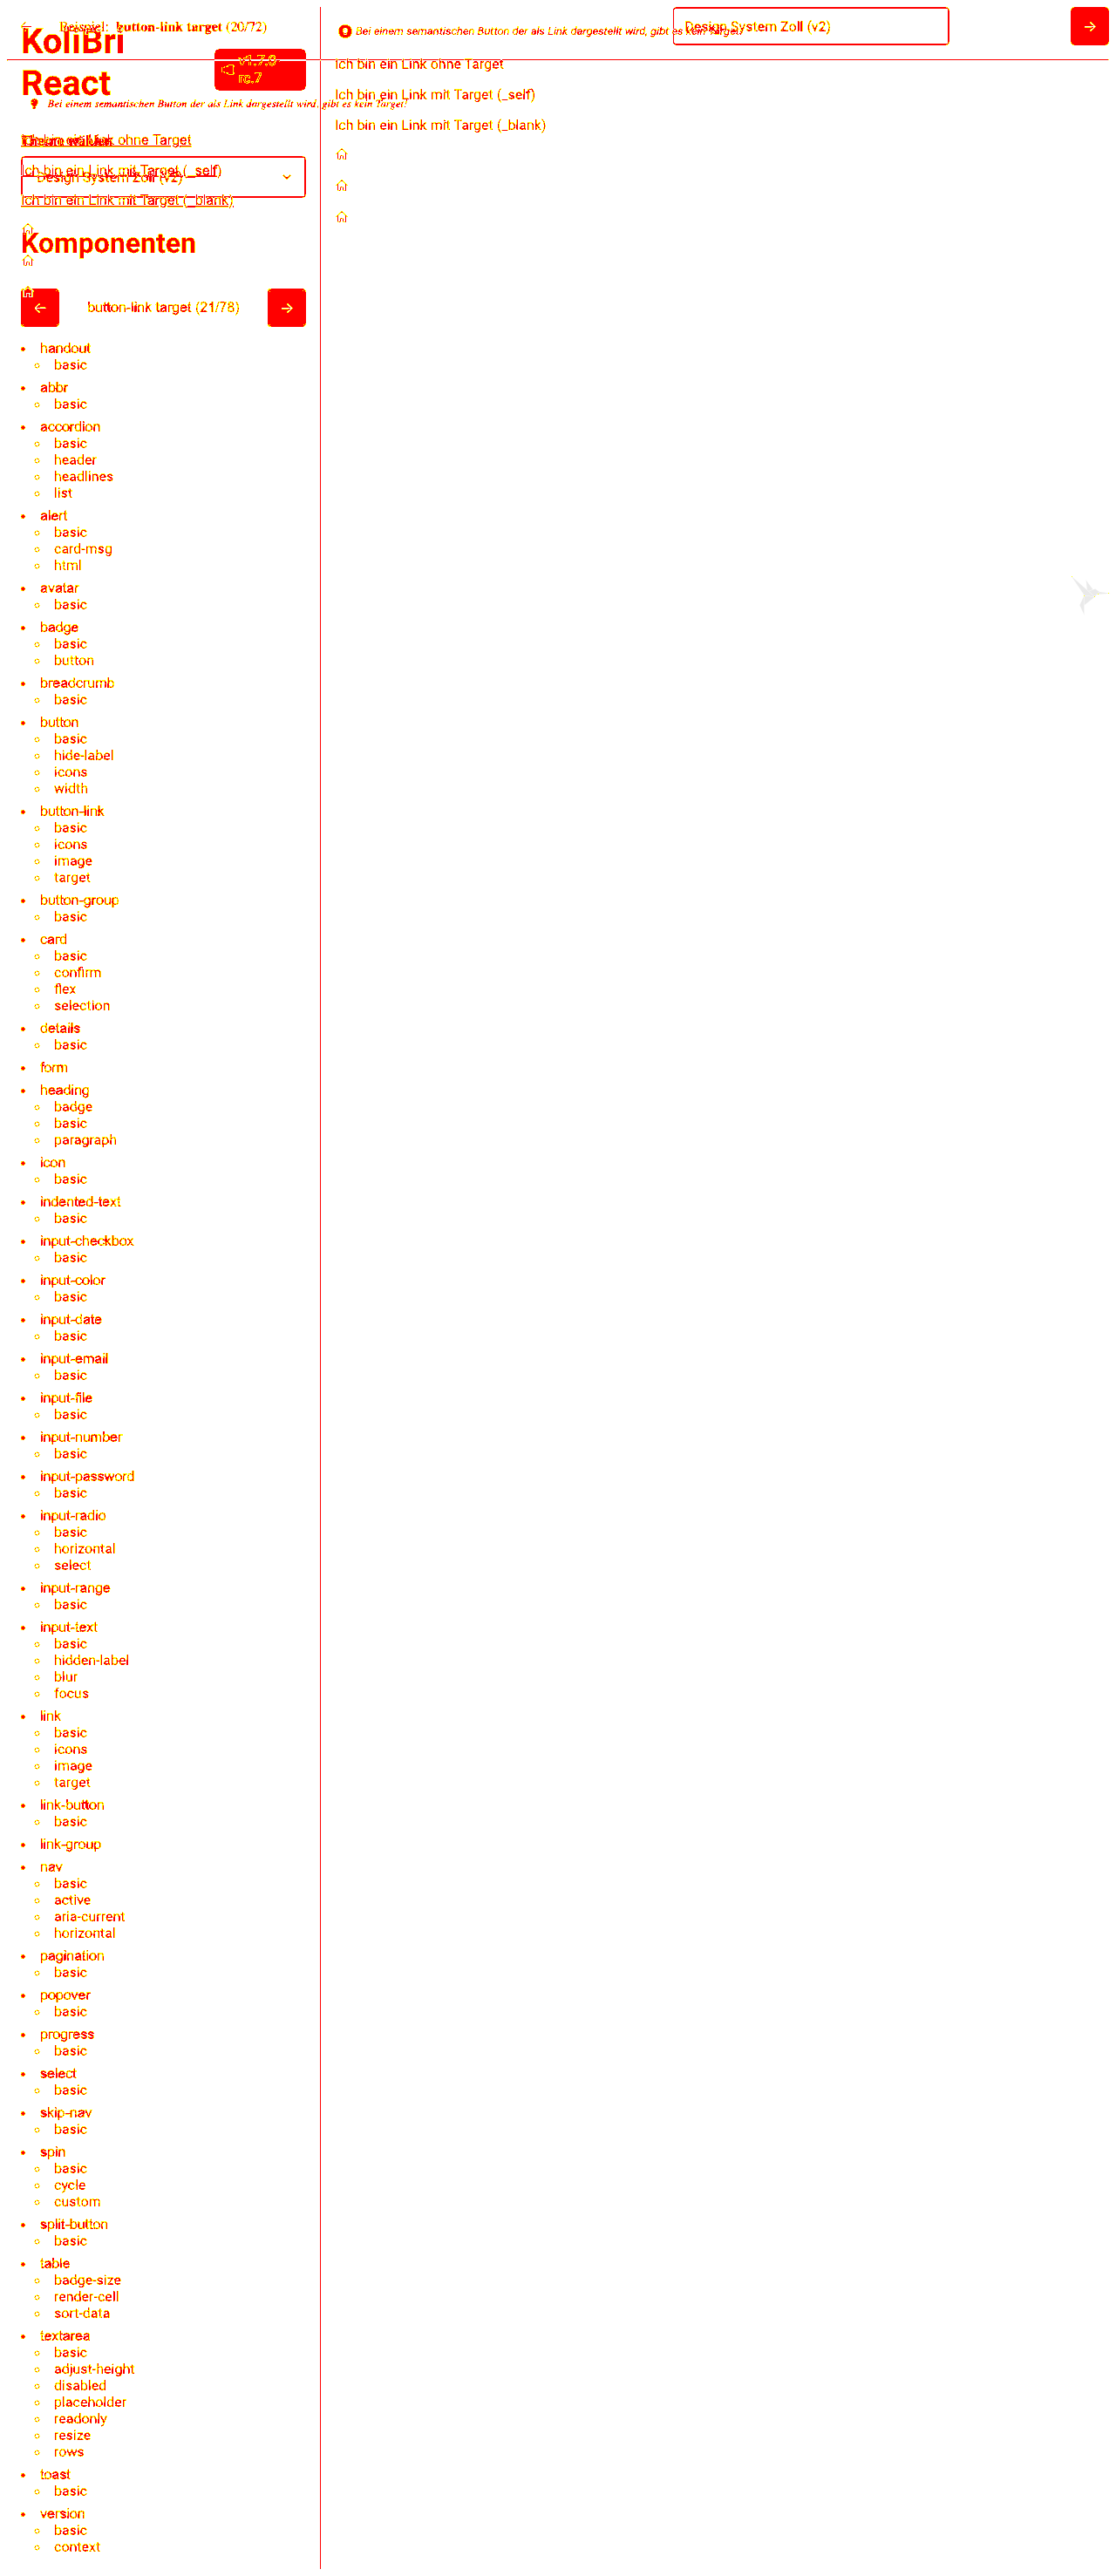 Beispiel: button-link target (20/72)
KoliBri
React
v1.7.0-
rc.7
Bei einem semantischen Button der als Link dargestellt wird, gibt es kein Target!
Theme wählen
Ich bin ein Link ohne Target
Ich bin ein Link mit Target (_self)
Design System Zoll (v2)
Ich bin ein Link mit Target (_blank)
Komponenten
button-link target (21/78)
handout
basic
abbr
basic
accordion
basic
header
headlines
list
alert
basic
card-msg
html
avatar
basic
badge
basic
button
breadcrumb
basic
button
basic
hide-label
icons
width
button-link
basic
icons
image
target
button-group
basic
card
basic
confirm
flex
selection
details
basic
form
heading
badge
basic
paragraph
icon
basic
indented-text
basic
input-checkbox
basic
input-color
basic
input-date
basic
input-email
basic
input-file
basic
input-number
basic
input-password
basic
input-radio
basic
horizontal
select
input-range
basic
input-text
basic
hidden-label
blur
focus
link
basic
icons
image
target
link-button
basic
link-group
nav
basic
active
aria-current
horizontal
pagination
basic
popover
basic
progress
basic
select
basic
skip-nav
basic
spin
basic
cycle
custom
split-button
basic
table
badge-size
render-cell
sort-data
textarea
basic
adjust-height
disabled
placeholder
readonly
resize
rows
toast
basic
version
basic
context
Bei einem semantischen Button der als Link dargestellt wird, gibt es kein Target!
Design System Zoll (v2)
Ich bin ein Link ohne Target
Ich bin ein Link mit Target (_self)
Ich bin ein Link mit Target (_blank)